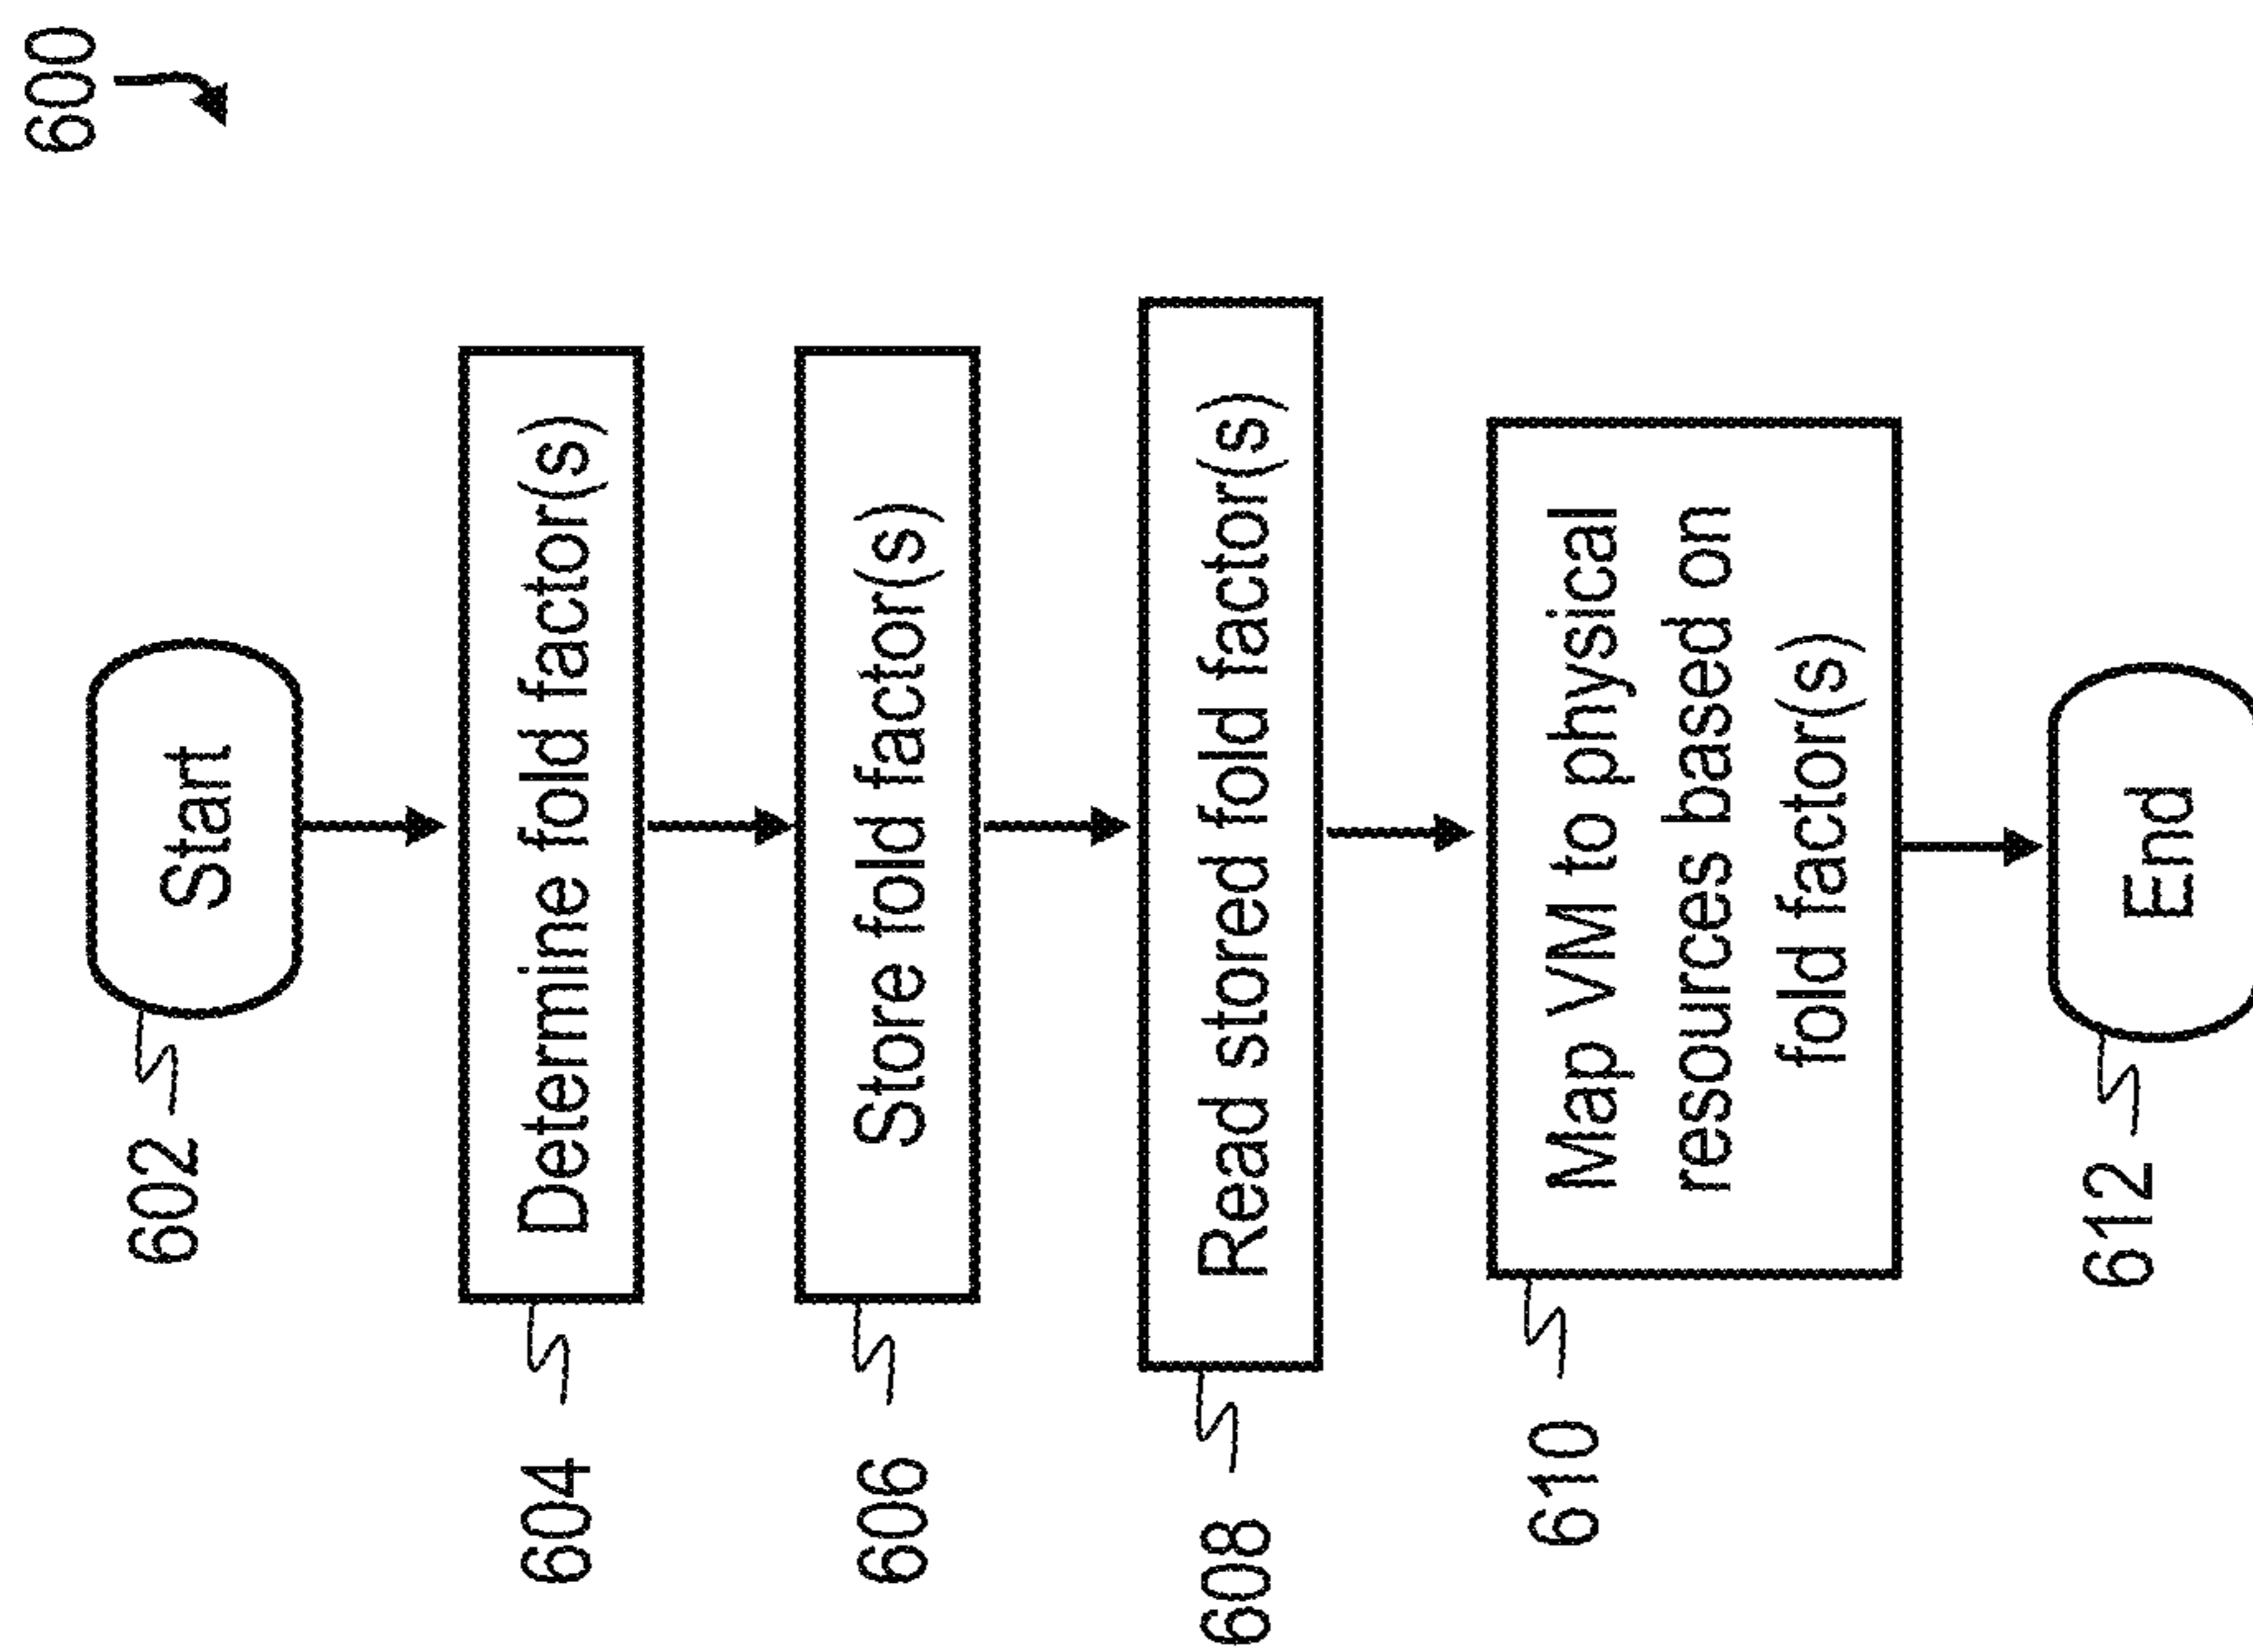 600
602
Start
604
Determine fold factor(s)
606
Store fold factor(s)
608
Read stored fold factor(s)
610
Map VM to physical
resources based on
fold factor(s)
612
End